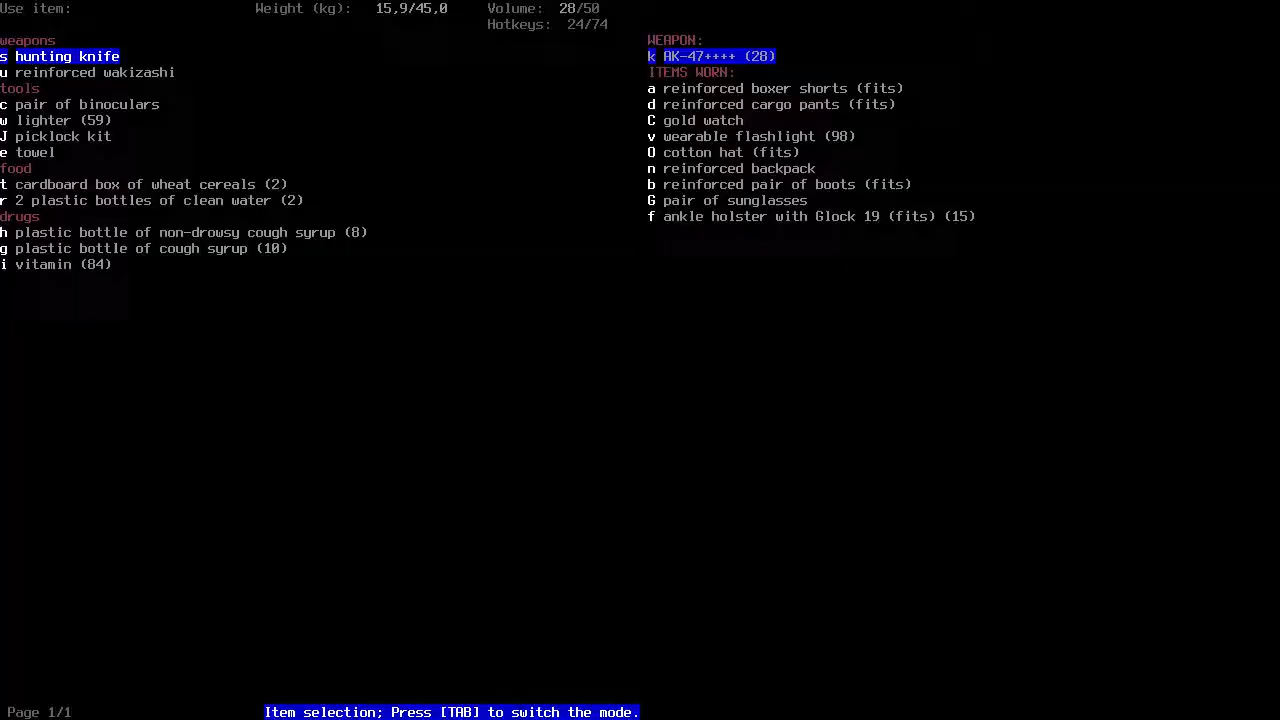 Use item: Weight (kg): 15,9/45,0 Volume: 28/50
Hotkeys: 24/74
weapons
s hunting knife
u reinforced wakizashi
tools
c pair of binoculars
w lighter (59)
J picklock kit
e towel
food
t cardboard box of wheat cereals (2)
r 2 plastic bottles of clean water (2)
drugs
h plastic bottle of non-drowsy cough syrup (8)
g plastic bottle of cough syrup (10)
i vitamin (84)
WEAPON:
k AK-47++++ (28)
ITEMS WORN:
a reinforced boxer shorts (fits)
d reinforced cargo pants (fits)
C gold watch
v wearable flashlight (98)
O cotton hat (fits)
n reinforced backpack
b reinforced pair of boots (fits)
G pair of sunglasses
f ankle holster with Glock 19 (fits) (15)
Page 1/1 Item selection; Press [TAB] to switch the mode.